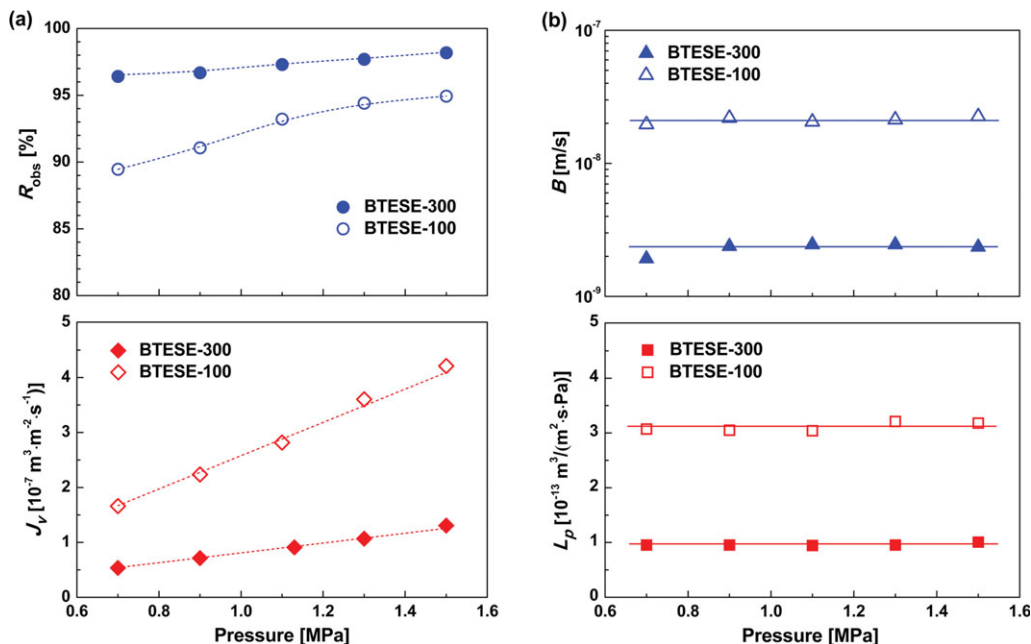 (a)
100
95
90
85
80
R_obs [%]
BTESE-300
BTESE-100
5
4
3
2
1
0
J_v [10^-7 m^3·m^-2·s^-1)]
BTESE-300
BTESE-100
0.6 0.8 1.0 1.2 1.4 1.6
Pressure [MPa]
(b)
10^-7
10^-8
10^-9
B [m/s]
BTESE-300
BTESE-100
5
4
3
2
1
0
L_p [10^-13 m^3/(m^2·s·Pa)]
BTESE-300
BTESE-100
0.6 0.8 1.0 1.2 1.4 1.6
Pressure [MPa]